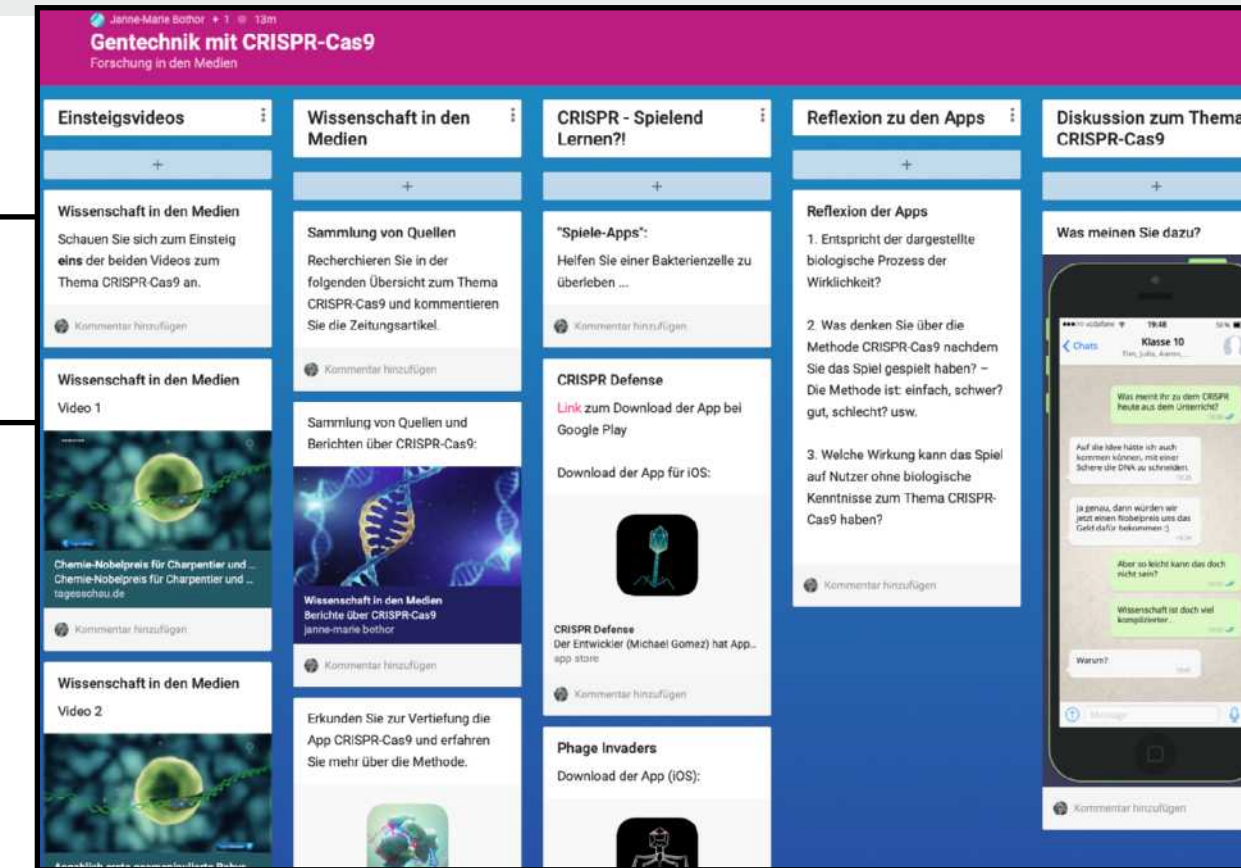 Janne-Marie Bothor + 1 13m
Gentechnik mit CRISPR-Cas9
Forschung in den Medien
Einsteigsvideos
+
Wissenschaft in den Medien
Schauen Sie sich zum Einsteig
eins der beiden Videos zum
Thema CRISPR-Cas9 an.
Kommentar hinzufügen
Wissenschaft in den Medien
Video 1
Chemie-Nobelpreis für Charpentier und ...
Chemie-Nobelpreis für Charpentier und ...
tagesschau.de
Kommentar hinzufügen
Wissenschaft in den Medien
Video 2
Wissenschaft in den
Medien
+
Sammlung von Quellen
Recherchieren Sie in der
folgenden Übersicht zum Thema
CRISPR-Cas9 und kommentieren
Sie die Zeitungsartikel.
Kommentar hinzufügen
Sammlung von Quellen und
Berichten über CRISPR-Cas9:
Wissenschaft in den Medien
Berichte über CRISPR-Cas9
janne-marie bothor
Kommentar hinzufügen
Erkunden Sie zur Vertiefung die
App CRISPR-Cas9 und erfahren
Sie mehr über die Methode.
CRISPR - Spielend
Lernen?!
+
"Spiele-Apps":
Helfen Sie einer Bakterienzelle zu
überleben ...
Kommentar hinzufügen
CRISPR Defense
Link zum Download der App bei
Google Play
Download der App für iOS:
CRISPR Defense
Der Entwickler (Michael Gomez) hat App...
app store
Kommentar hinzufügen
Phage Invaders
Download der App (iOS):
Reflexion zu den Apps
+
Reflexion der Apps
1. Entspricht der dargestellte
biologische Prozess der
Wirklichkeit?
2. Was denken Sie über die
Methode CRISPR-Cas9 nachdem
Sie das Spiel gespielt haben? –
Die Methode ist: einfach, schwer?
gut, schlecht? usw.
3. Welche Wirkung kann das Spiel
auf Nutzer ohne biologische
Kenntnisse zum Thema CRISPR-
Cas9 haben?
Kommentar hinzufügen
Diskussion zum Thema
CRISPR-Cas9
+
Was meinen Sie dazu?
vodafone 19:48 50%
Chats Klasse 10
Tim, Julia, Aaron,...
Was meint ihr zu dem CRISPR
heute aus dem Unterricht?
Auf die Idee hätte ich auch
kommen können, mit einer
Schere die DNA zu schneiden.
Ja genau, dann würden wir
jetzt einen Nobelpreis uns das
Geld dafür bekommen :)
Aber so leicht kann das doch
nicht sein?
Wissenschaft ist doch viel
komplizierter.
Warum?
Message
Kommentar hinzufügen